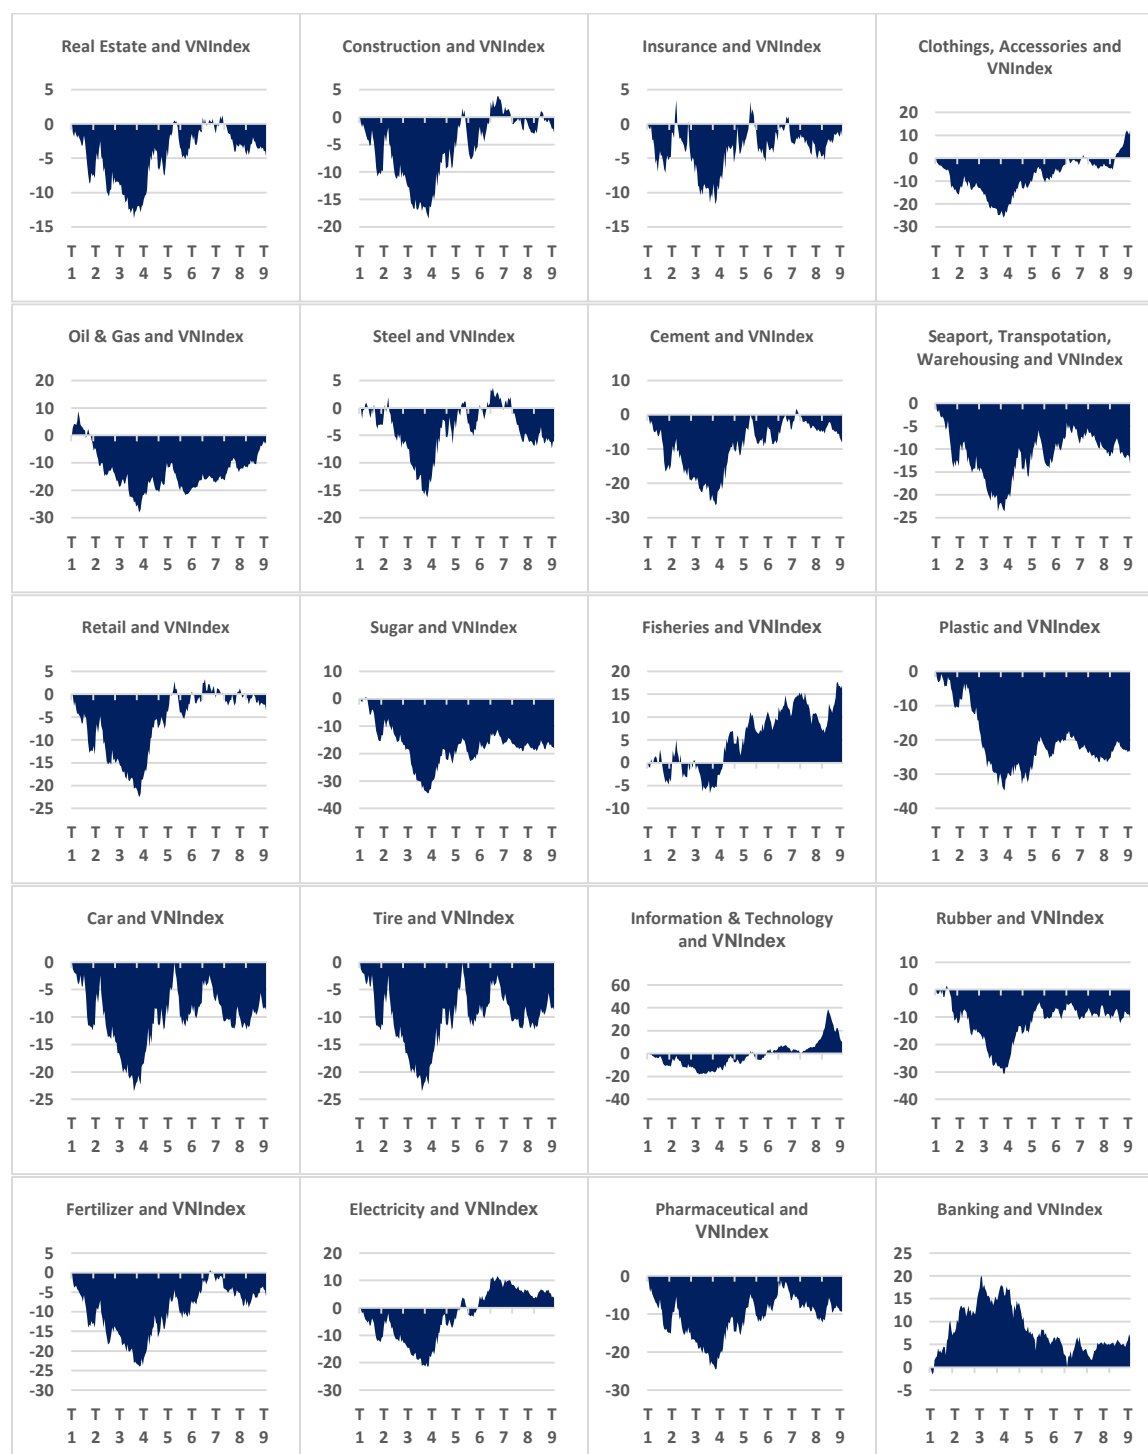 Real Estate and VNIndex
5
0
-5
-10
-15
T T T T T T T T T
1 2 3 4 5 6 7 8 9
Construction and VNIndex
5
0
-5
-10
-15
-20
T T T T T T T T T
1 2 3 4 5 6 7 8 9
Insurance and VNIndex
5
0
-5
-10
-15
T T T T T T T T T
1 2 3 4 5 6 7 8 9
Clothings, Accessories and
VNIndex
20
10
0
-10
-20
-30
T T T T T T T T T
1 2 3 4 5 6 7 8 9
Oil & Gas and VNIndex
20
10
0
-10
-20
-30
T T T T T T T T T
1 2 3 4 5 6 7 8 9
Steel and VNIndex
5
0
-5
-10
-15
-20
T T T T T T T T T
1 2 3 4 5 6 7 8 9
Cement and VNIndex
10
0
-10
-20
-30
T T T T T T T T T
1 2 3 4 5 6 7 8 9
Seaport, Transpotation,
Warehousing and VNIndex
0
-5
-10
-15
-20
-25
T T T T T T T T T
1 2 3 4 5 6 7 8 9
Retail and VNIndex
5
0
-5
-10
-15
-20
-25
T T T T T T T T T
1 2 3 4 5 6 7 8 9
Sugar and VNIndex
10
0
-10
-20
-30
-40
T T T T T T T T T
1 2 3 4 5 6 7 8 9
Fisheries and VNIndex
20
15
10
5
0
-5
-10
T T T T T T T T T
1 2 3 4 5 6 7 8 9
Plastic and VNIndex
0
-10
-20
-30
-40
T T T T T T T T T
1 2 3 4 5 6 7 8 9
Car and VNIndex
0
-5
-10
-15
-20
-25
T T T T T T T T T
1 2 3 4 5 6 7 8 9
Tire and VNIndex
0
-5
-10
-15
-20
-25
T T T T T T T T T
1 2 3 4 5 6 7 8 9
Information & Technology
and VNIndex
60
40
20
0
-20
-40
T T T T T T T T T
1 2 3 4 5 6 7 8 9
Rubber and VNIndex
10
0
-10
-20
-30
-40
T T T T T T T T T
1 2 3 4 5 6 7 8 9
Fertilizer and VNIndex
5
0
-5
-10
-15
-20
-25
-30
T T T T T T T T T
1 2 3 4 5 6 7 8 9
Electricity and VNIndex
20
10
0
-10
-20
-30
T T T T T T T T T
1 2 3 4 5 6 7 8 9
Pharmaceutical and
VNIndex
0
-10
-20
-30
T T T T T T T T T
1 2 3 4 5 6 7 8 9
Banking and VNIndex
25
20
15
10
5
0
-5
T T T T T T T T T
1 2 3 4 5 6 7 8 9